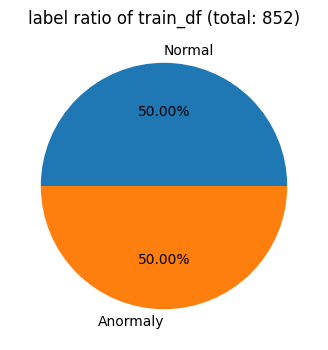 label ratio of train_df (total: 852)
Normal
50.00%
50.00%
Anormaly